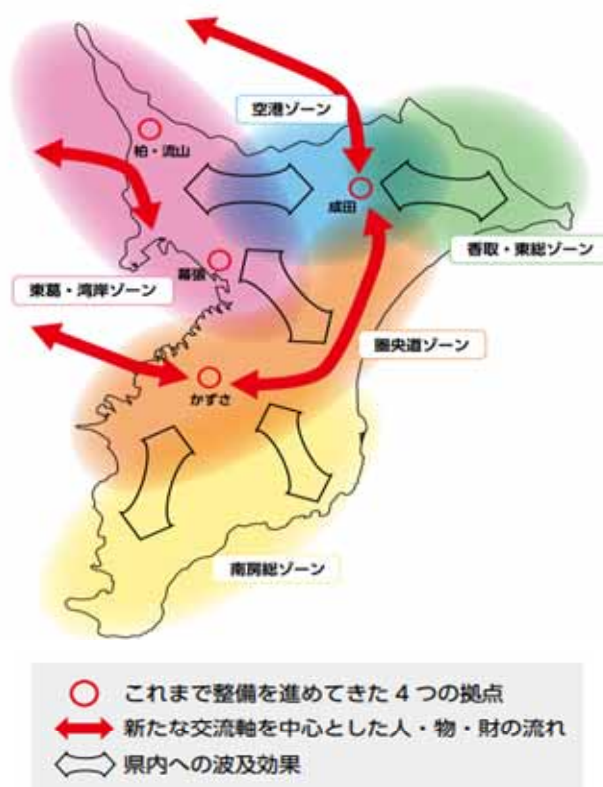 空港ゾーン
柏・流山
成田
香取・東総ゾーン
幕張
東葛・湾岸ゾーン
圏央道ゾーン
かずさ
南房総ゾーン
これまで整備を進めてきた 4 つの拠点
新たな交流軸を中心とした人・物・財の流れ
県内への波及効果